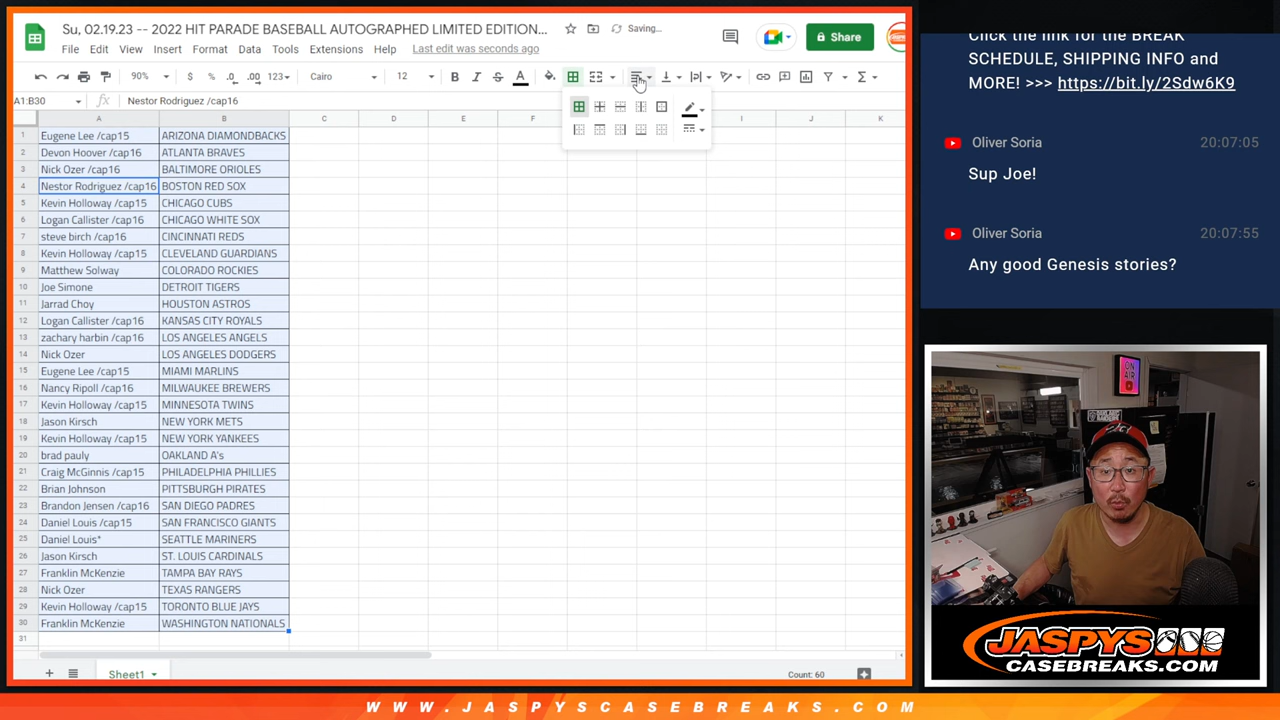 Su, 02.19.23 -- 2022 HIT PARADE BASEBALL AUTOGRAPHED LIMITED EDITION...
Saving...
Share
File Edit View Insert Format Data Tools Extensions Help Last edit was seconds ago
90% $ % .0 .00 123 Cairo 12 B I S A
A1:B30 fx Nestor Rodriguez /cap16
A B C D E F I J K
1 Eugene Lee /cap15 ARIZONA DIAMONDBACKS
2 Devon Hoover /cap16 ATLANTA BRAVES
3 Nick Ozer /cap16 BALTIMORE ORIOLES
4 Nestor Rodriguez /cap16 BOSTON RED SOX
5 Kevin Holloway /cap15 CHICAGO CUBS
6 Logan Callister /cap16 CHICAGO WHITE SOX
7 steve birch /cap16 CINCINNATI REDS
8 Kevin Holloway /cap15 CLEVELAND GUARDIANS
9 Matthew Solway COLORADO ROCKIES
10 Joe Simone DETROIT TIGERS
11 Jarrad Choy HOUSTON ASTROS
12 Logan Callister /cap16 KANSAS CITY ROYALS
13 zachary harbin /cap16 LOS ANGELES ANGELS
14 Nick Ozer LOS ANGELES DODGERS
15 Eugene Lee /cap15 MIAMI MARLINS
16 Nancy Ripoll /cap16 MILWAUKEE BREWERS
17 Kevin Holloway /cap15 MINNESOTA TWINS
18 Jason Kirsch NEW YORK METS
19 Kevin Holloway /cap15 NEW YORK YANKEES
20 brad pauly OAKLAND A's
21 Craig McGinnis /cap15 PHILADELPHIA PHILLIES
22 Brian Johnson PITTSBURGH PIRATES
23 Brandon Jensen /cap16 SAN DIEGO PADRES
24 Daniel Louis /cap15 SAN FRANCISCO GIANTS
25 Daniel Louis* SEATTLE MARINERS
26 Jason Kirsch ST. LOUIS CARDINALS
27 Franklin McKenzie TAMPA BAY RAYS
28 Nick Ozer TEXAS RANGERS
29 Kevin Holloway /cap15 TORONTO BLUE JAYS
30 Franklin McKenzie WASHINGTON NATIONALS
31
Sheet1 Count: 60
Click the link for the BREAK
SCHEDULE, SHIPPING INFO and
MORE! >>> https://bit.ly/2Sdw6K9
Oliver Soria 20:07:05
Sup Joe!
Oliver Soria 20:07:55
Any good Genesis stories?
ON
AIR
JASPYS
CASEBREAKS.COM
WWW.JASPYSCASEBREAKS.COM